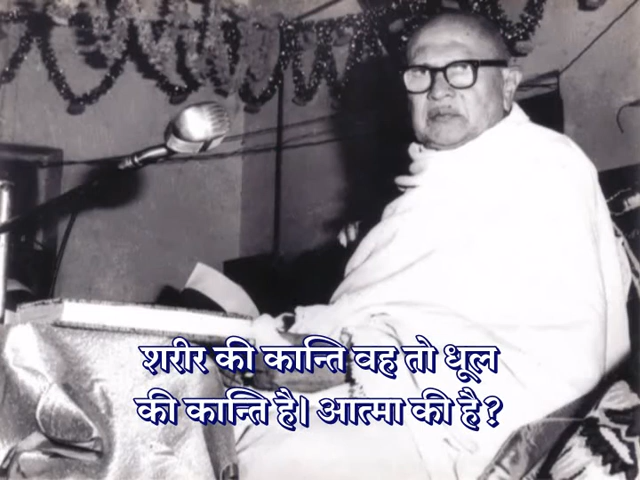 शरीर की कान्ति वह तो धूल
की कान्ति है। आत्मा की है?